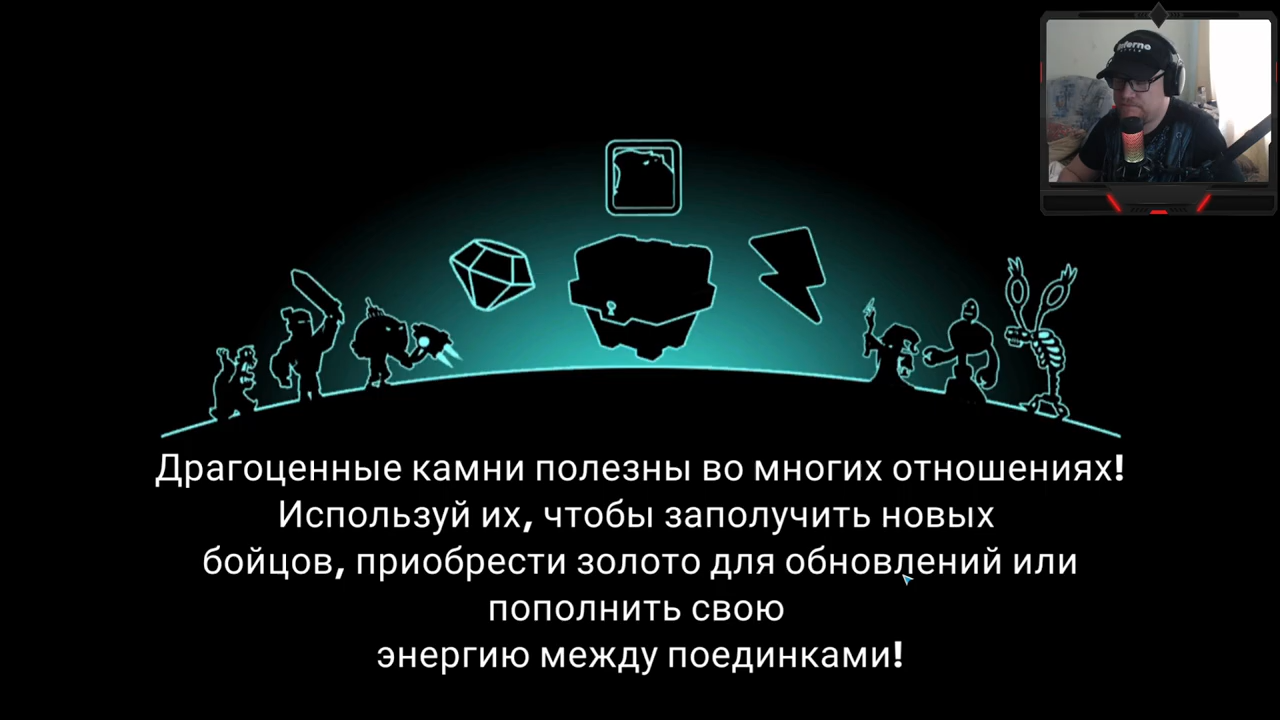 Inferno
Драгоценные камни полезны во многих отношениях!
Используй их, чтобы заполучить новых
бойцов, приобрести золото для обновлений или
пополнить свою
энергию между поединками!